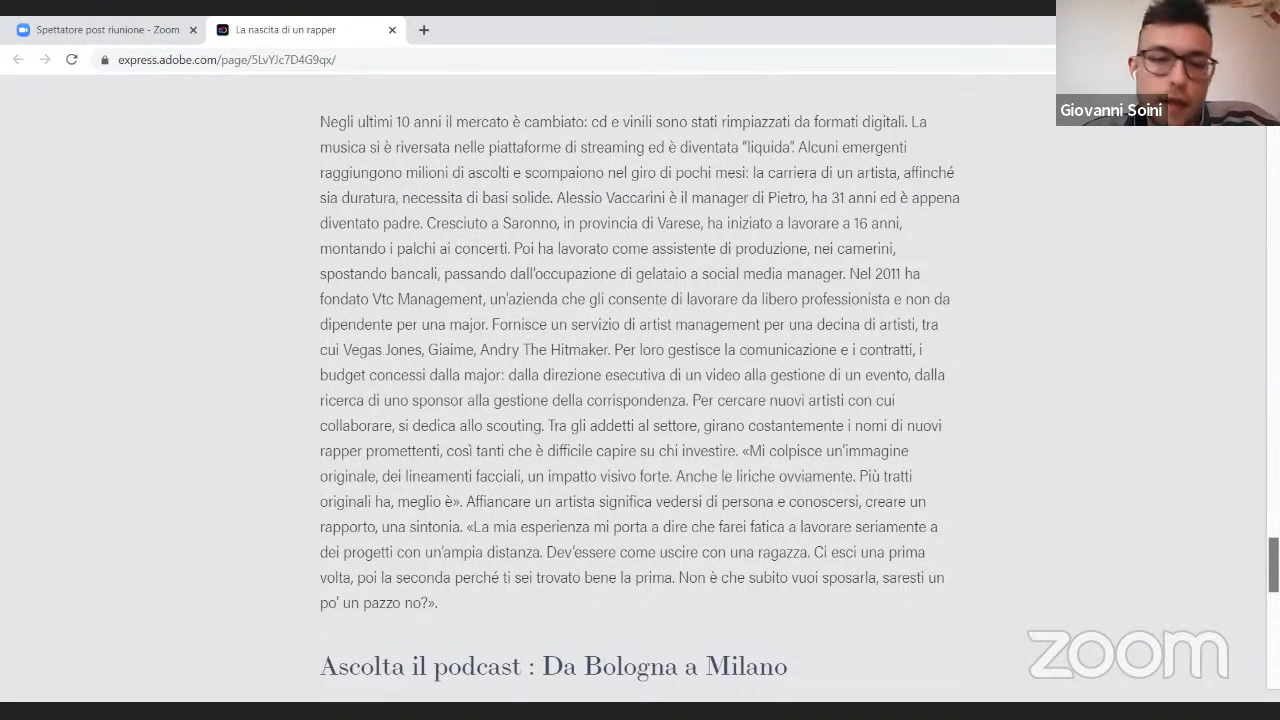 Spettatore post riunione - Zoom
La nascita di un rapper
express.adobe.com/page/5LvYJc7D4G9qx/
Giovanni Soini
Negli ultimi 10 anni il mercato è cambiato: cd e vinili sono stati rimpiazzati da formati digitali. La
musica si è riversata nelle piattaforme di streaming ed è diventata “liquida”. Alcuni emergenti
raggiungono milioni di ascolti e scompaiono nel giro di pochi mesi: la carriera di un artista, affinché
sia duratura, necessita di basi solide. Alessio Vaccarini è il manager di Pietro, ha 31 anni ed è appena
diventato padre. Cresciuto a Saronno, in provincia di Varese, ha iniziato a lavorare a 16 anni,
montando i palchi ai concerti. Poi ha lavorato come assistente di produzione, nei camerini,
spostando bancali, passando dall’occupazione di gelataio a social media manager. Nel 2011 ha
fondato Vtc Management, un’azienda che gli consente di lavorare da libero professionista e non da
dipendente per una major. Fornisce un servizio di artist management per una decina di artisti, tra
cui Vegas Jones, Giaime, Andry The Hitmaker. Per loro gestisce la comunicazione e i contratti, i
budget concessi dalla major: dalla direzione esecutiva di un video alla gestione di un evento, dalla
ricerca di uno sponsor alla gestione della corrispondenza. Per cercare nuovi artisti con cui
collaborare, si dedica allo scouting. Tra gli addetti al settore, girano costantemente i nomi di nuovi
rapper promettenti, così tanti che è difficile capire su chi investire. «Mi colpisce un’immagine
originale, dei lineamenti facciali, un impatto visivo forte. Anche le liriche ovviamente. Più tratti
originali ha, meglio è». Affiancare un artista significa vedersi di persona e conoscersi, creare un
rapporto, una sintonia. «La mia esperienza mi porta a dire che farei fatica a lavorare seriamente a
dei progetti con un’ampia distanza. Dev’essere come uscire con una ragazza. Ci esci una prima
volta, poi la seconda perché ti sei trovato bene la prima. Non è che subito vuoi sposarla, saresti un
po’ un pazzo no?».
Ascolta il podcast : Da Bologna a Milano
zoom